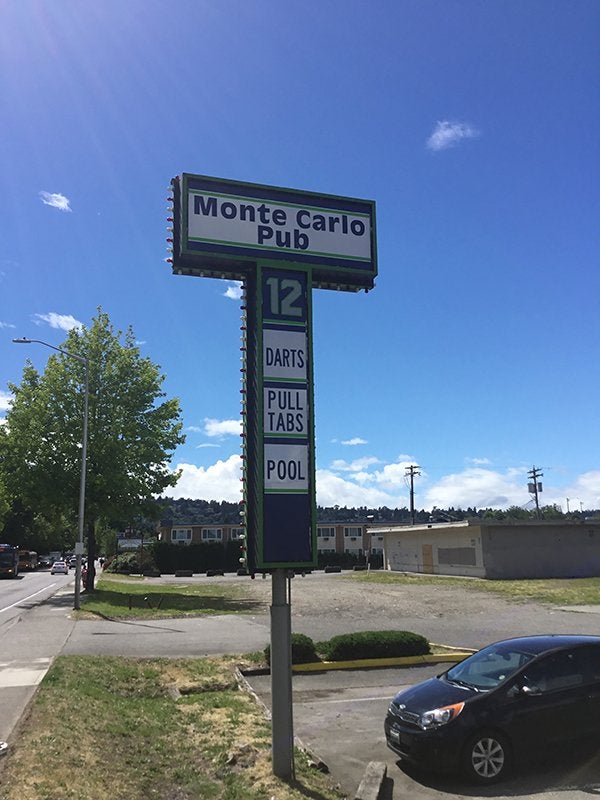 Monte Carlo
Pub
12
DARTS
PULL
TABS
POOL